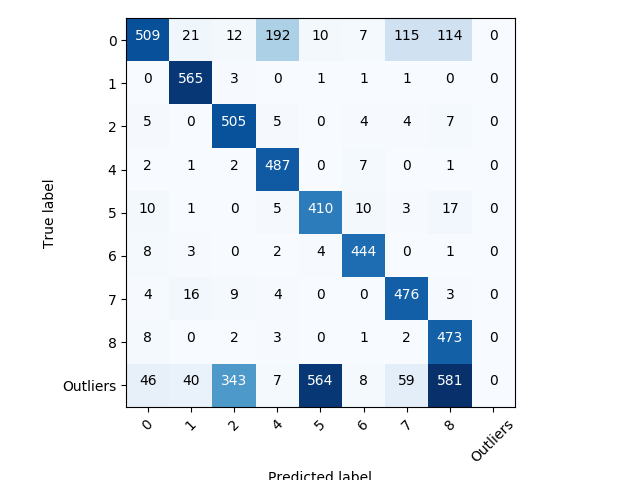 0 509 21 12 192 10 7 115 114 0
1 0 565 3 0 1 1 1 0 0
2 5 0 505 5 0 4 4 7 0
4 2 1 2 487 0 7 0 1 0
5 10 1 0 5 410 10 3 17 0
6 8 3 0 2 4 444 0 1 0
7 4 16 9 4 0 0 476 3 0
8 8 0 2 3 0 1 2 473 0
Outliers 46 40 343 7 564 8 59 581 0
0 1 2 4 5 6 7 8 Outliers
True label
Predicted label